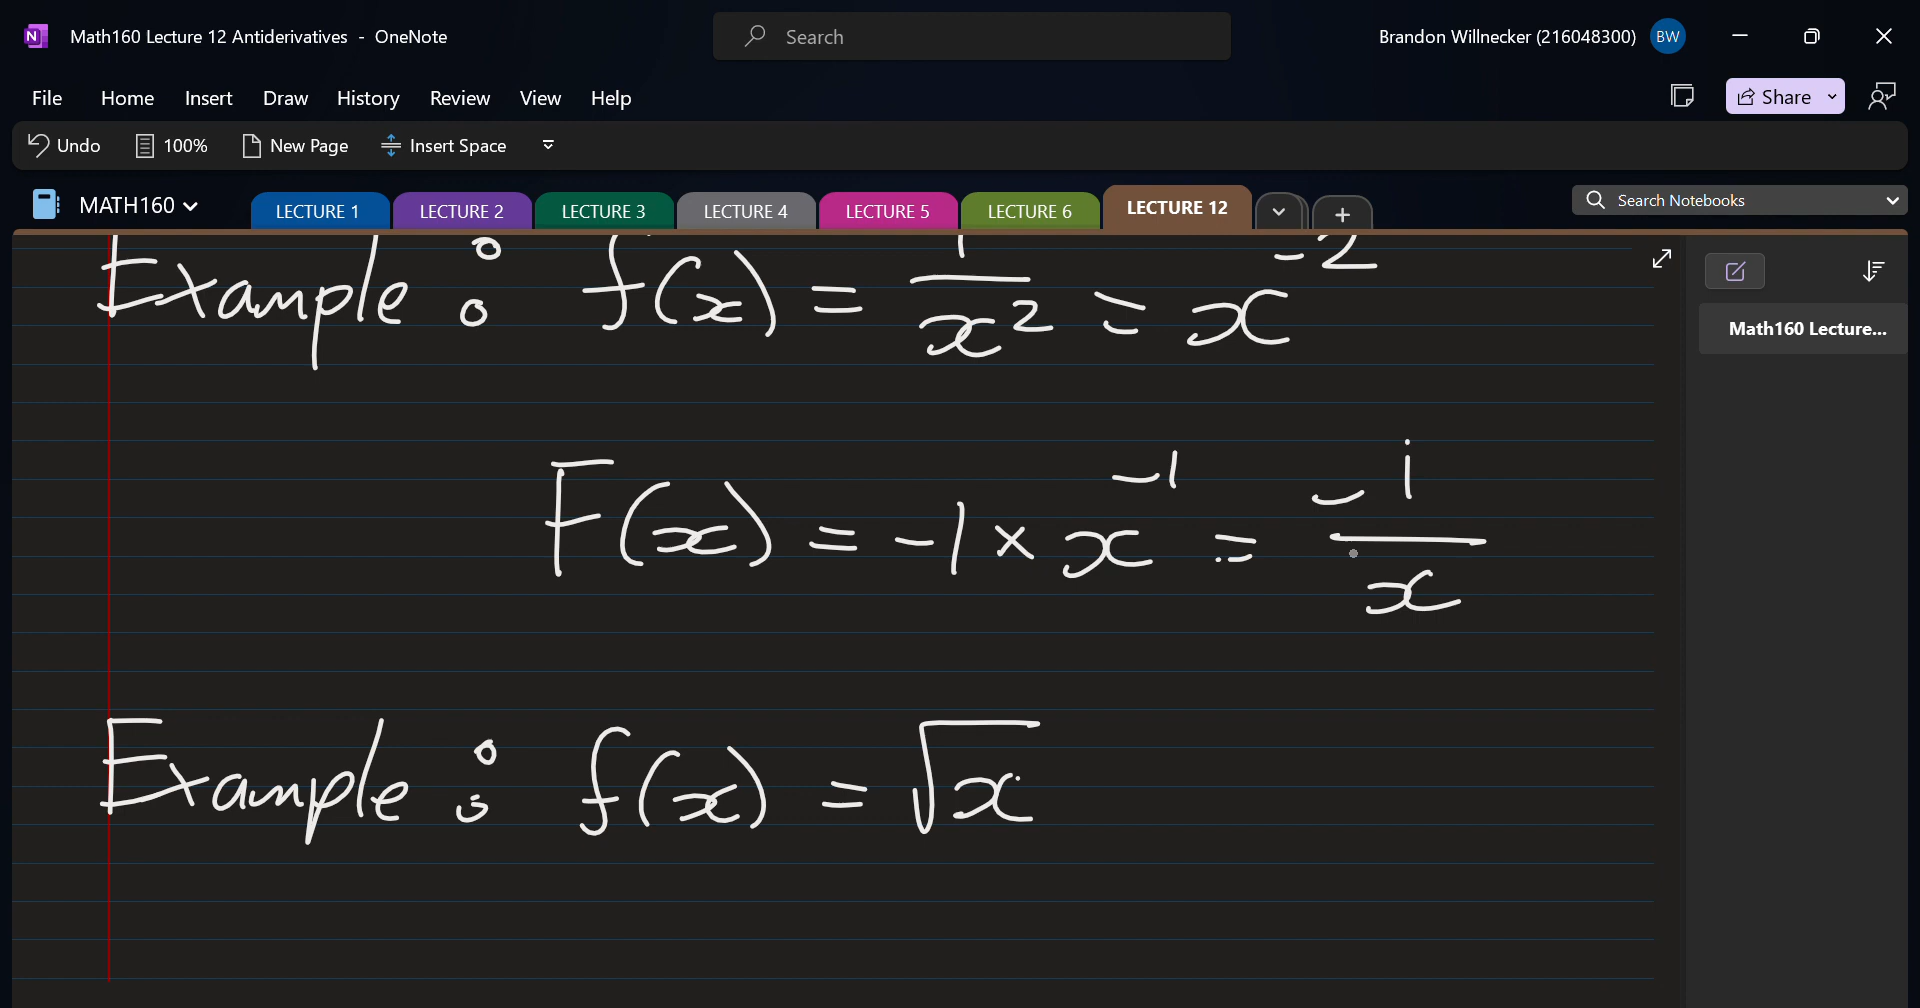 Math160 Lecture 12 Antiderivatives - OneNote
Search
Brandon Willnecker (216048300) BW
File Home Insert Draw History Review View Help
Share
Undo 100% New Page Insert Space
MATH160 LECTURE 1 LECTURE 2 LECTURE 3 LECTURE 4 LECTURE 5 LECTURE 6 LECTURE 12 +
Search Notebooks
Math160 Lecture...
Example : f(x) = 1/x² = x⁻²
F(x) = -1 × x⁻¹ = -1/x
Example : f(x) = √x